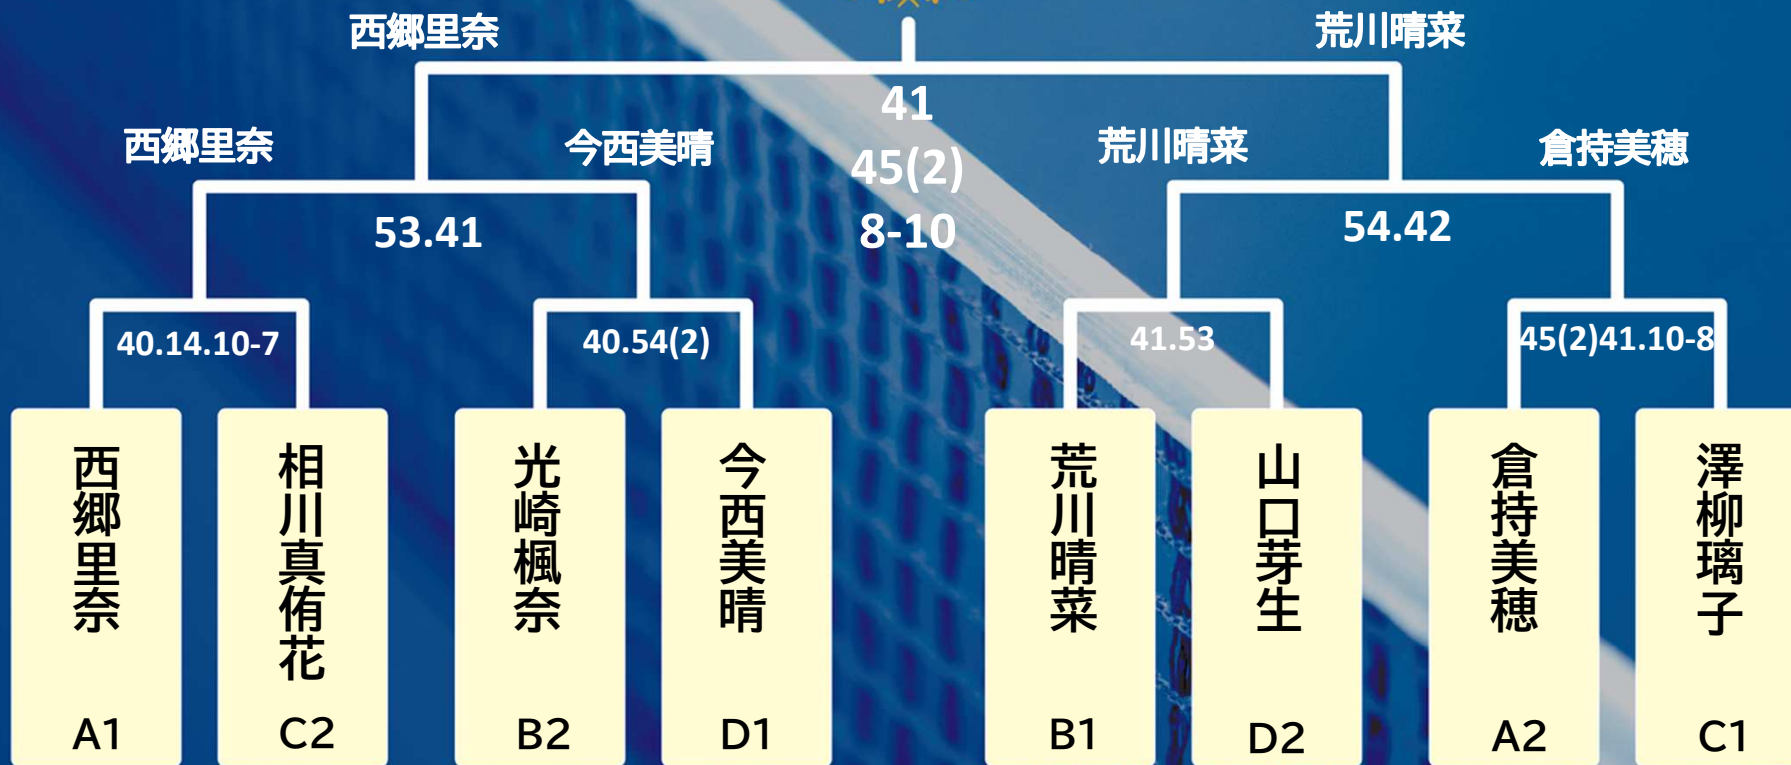 西郷里奈
荒川晴菜
41
45(2)
8-10
西郷里奈
今西美晴
荒川晴菜
倉持美穂
53.41
54.42
40.14.10-7
40.54(2)
41.53
45(2)41.10-8
西郷里奈
A1
相川真侑花
C2
光崎楓奈
B2
今西美晴
D1
荒川晴菜
B1
山口芽生
D2
倉持美穂
A2
澤柳璃子
C1